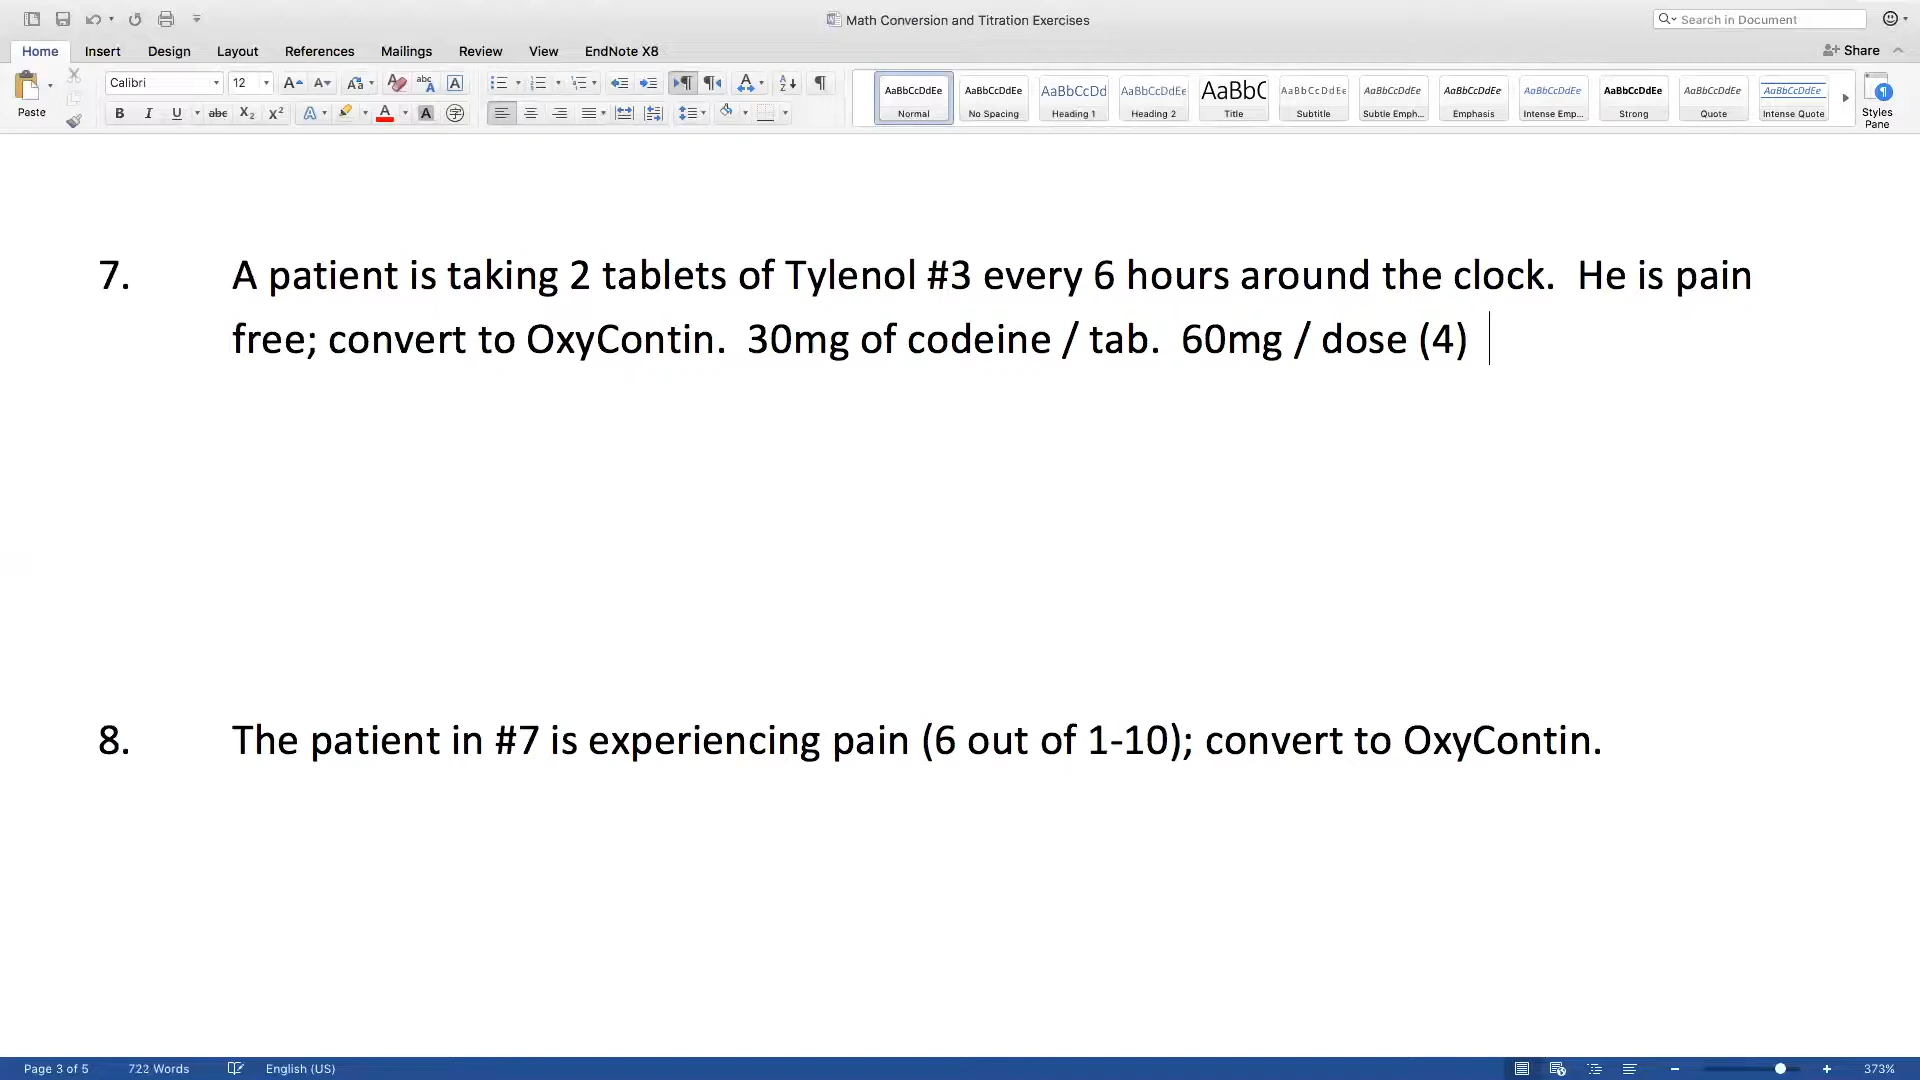 Math Conversion and Titration Exercises
Search in Document
Home Insert Design Layout References Mailings Review View EndNote X8
Share
Paste
Calibri 12
AaBbCcDdEe AaBbCcDdEe AaBbCcDd AaBbCcDdEe AaBbC AaBbCcDdEe AaBbCcDdEe AaBbCcDdEe AaBbCcDdEe AaBbCcDdEe AaBbCcDdEe AaBbCcDdEe
Normal No Spacing Heading 1 Heading 2 Title Subtitle Subtle Emph... Emphasis Intense Emp... Strong Quote Intense Quote
Styles
Pane
B I U abc X₂ X²
7. A patient is taking 2 tablets of Tylenol #3 every 6 hours around the clock. He is pain
free; convert to OxyContin. 30mg of codeine / tab. 60mg / dose (4)
8. The patient in #7 is experiencing pain (6 out of 1-10); convert to OxyContin.
Page 3 of 5 722 Words English (US) 373%